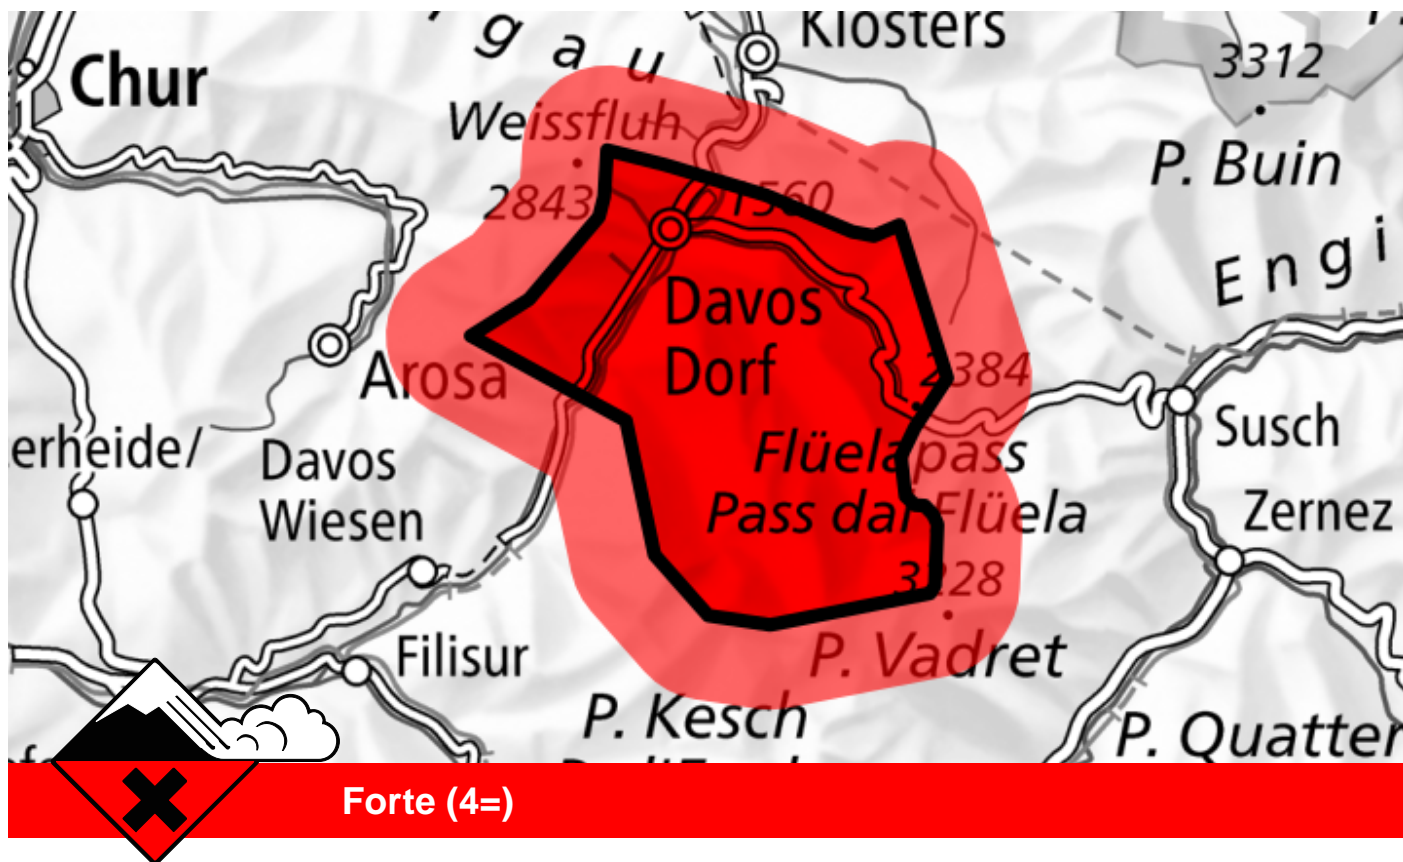 Klosters
g a u
3312
Chur
Weissfluh
P. Buin
2843
1560
Engi
Davos
Dorf
Arosa
2384
erheide/
Davos
Wiesen
Flüelapass
Pass dal Flüela
Susch
Zernez
3228
Filisur
P. Vadret
P. Kesch
P. Quatter
Forte (4=)